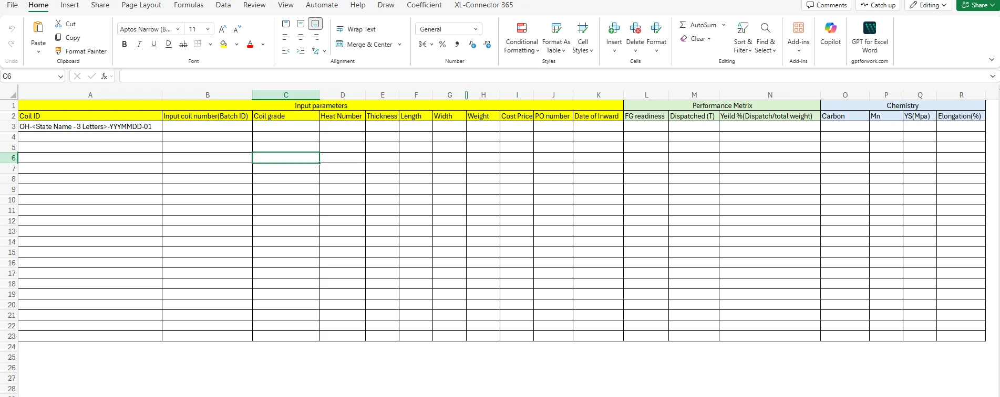 File Home Insert Share Page Layout Formulas Data Review View Automate Help Draw Coefficient XL-Connector 365 Comments Catch up Editing Share
Undo
Paste
Cut
Copy
Format Painter
Clipboard
Aptos Narrow (B... 11 A^ A˅
B I U D ab A
Font
Wrap Text
Merge & Center
Alignment
General
$€ % 9
Number
Conditional Formatting
Format As Table
Cell Styles
Styles
Insert Delete Format
Cells
AutoSum
Clear
Sort & Filter
Find & Select
Editing
Add-ins
Add-ins
Copilot
GPT for Excel Word
gptforwork.com
C6 fx
A B C D E F G H I J K L M N O P Q R
1 Input parameters Performance Metrix Chemistry
2 Coil ID Input coil number(Batch ID) Coil grade Heat Number Thickness Length Width Weight Cost Price PO number Date of Inward FG readiness Dispatched (T) Yeild %(Dispatch/total weight) Carbon Mn YS(Mpa) Elongation(%)
3 OH-<State Name - 3 Letters>-YYYMMDD-01
4
5
6
7
8
9
10
11
12
13
14
15
16
17
18
19
20
21
22
23
24
25
26
27
28